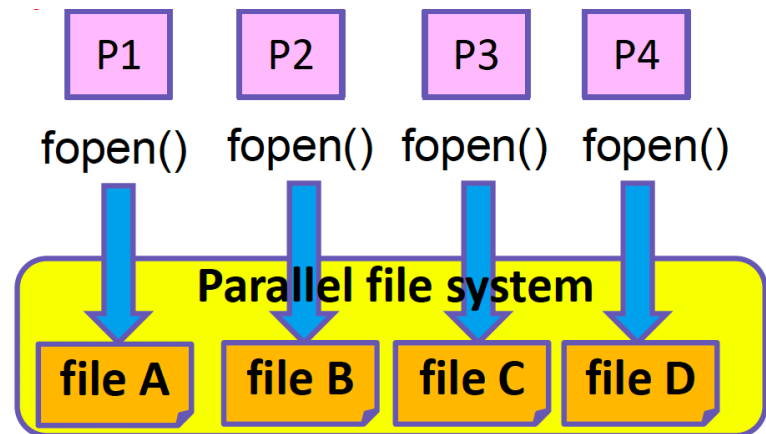 P1 P2 P3 P4
fopen() fopen() fopen() fopen()
Parallel file system
file A file B file C file D